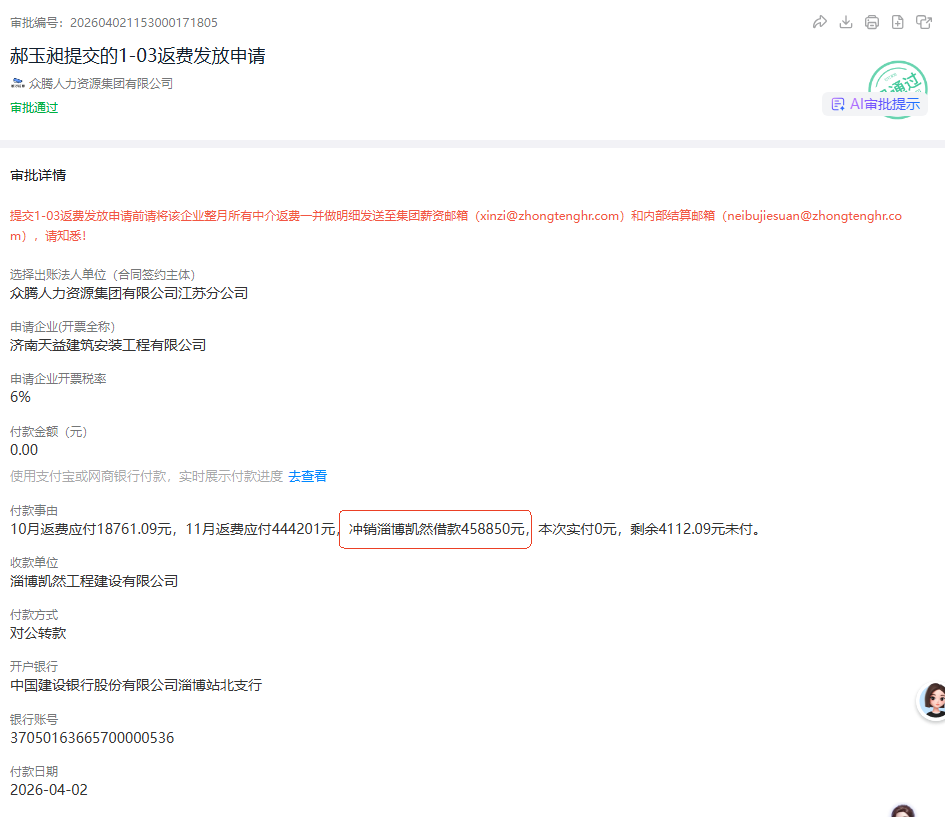 审批编号：202604021153000171805
郝玉昶提交的1-03返费发放申请
众腾人力资源集团有限公司
审批通过
通过
AI审批提示
审批详情
提交1-03返费发放申请前请将该企业整月所有中介返费一并做明细发送至集团薪资邮箱（xinzi@zhongtenghr.com）和内部结算邮箱（neibujiesuan@zhongtenghr.co
m），请知悉！
选择出账法人单位（合同签约主体）
众腾人力资源集团有限公司江苏分公司
申请企业(开票全称)
济南天益建筑安装工程有限公司
申请企业开票税率
6%
付款金额（元）
0.00
使用支付宝或网商银行付款，实时展示付款进度 去查看
付款事由
10月返费应付18761.09元，11月返费应付444201元，冲销淄博凯然借款458850元，本次实付0元，剩余4112.09元未付。
收款单位
淄博凯然工程建设有限公司
付款方式
对公转款
开户银行
中国建设银行股份有限公司淄博站北支行
银行账号
37050163665700000536
付款日期
2026-04-02